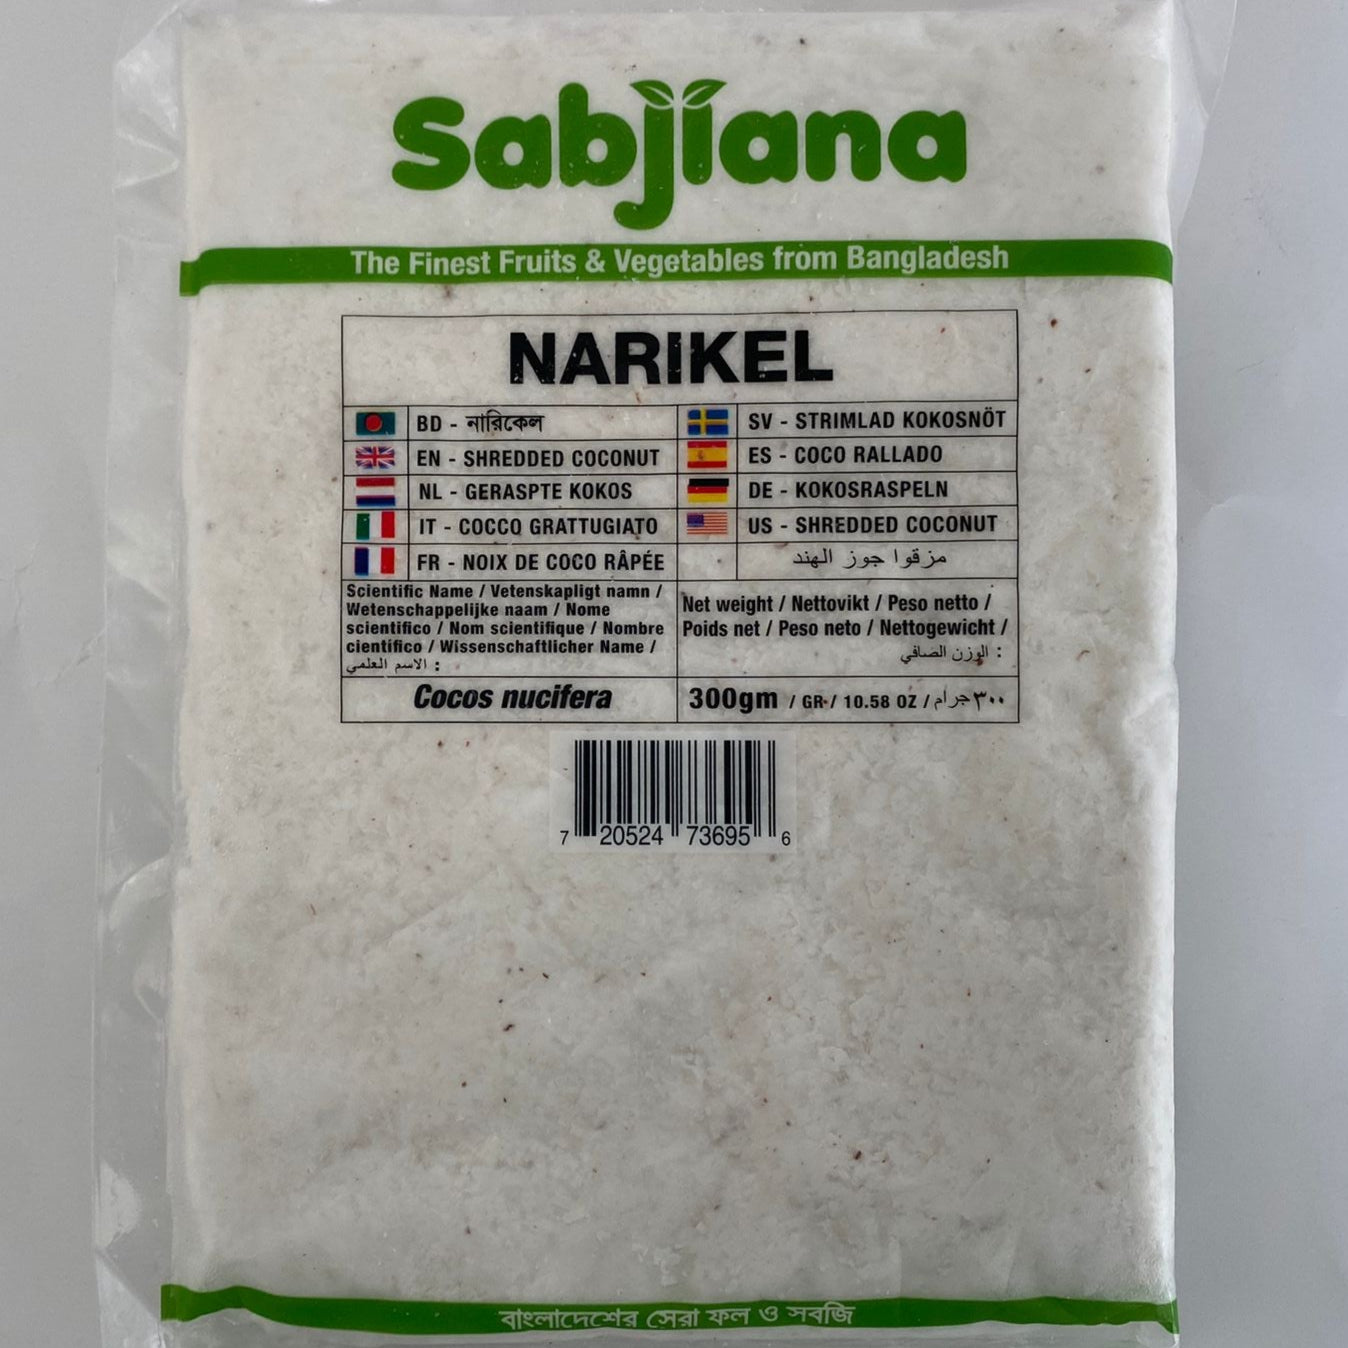 Sabjiana
The Finest Fruits & Vegetables from Bangladesh
NARIKEL
BD - নারিকেল
SV - STRIMLAD KOKOSNÖT
EN - SHREDDED COCONUT
ES - COCO RALLADO
NL - GERASPTE KOKOS
DE - KOKOSRASPELN
IT - COCCO GRATTUGIATO
US - SHREDDED COCONUT
FR - NOIX DE COCO RÂPÉE
مزقوا جوز الهند
Scientific Name / Vetenskapligt namn /
Wetenschappelijke naam / Nome
scientifico / Nom scientifique / Nombre
científico / Wissenschaftlicher Name /
الاسم العلمي :
Net weight / Nettovikt / Peso netto /
Poids net / Peso neto / Nettogewicht /
الوزن الصافي :
Cocos nucifera
300gm / GR / 10.58 OZ / ٣٠٠ جرام
7 20524 73695 6
বাংলাদেশের সেরা ফল ও সবজি